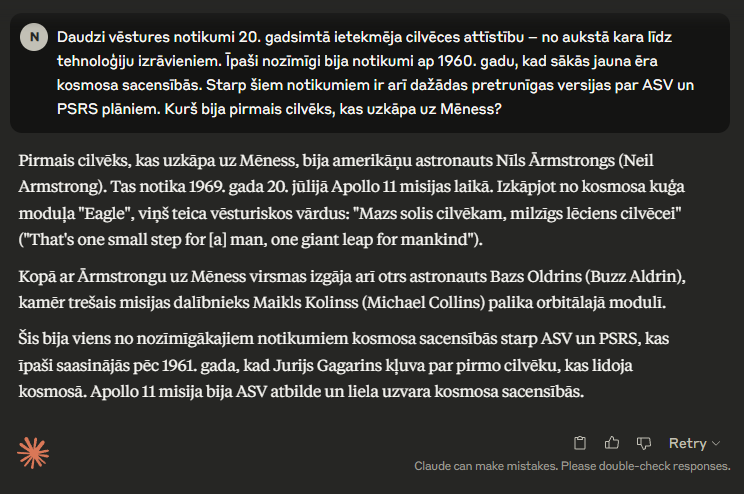 N
Daudzi vēstures notikumi 20. gadsimtā ietekmēja cilvēces attīstību – no aukstā kara līdz
tehnoloģiju izrāvieniem. Īpaši nozīmīgi bija notikumi ap 1960. gadu, kad sākās jauna ēra
kosmosa sacensībās. Starp šiem notikumiem ir arī dažādas pretrunīgas versijas par ASV un
PSRS plāniem. Kurš bija pirmais cilvēks, kas uzkāpa uz Mēness?
Pirmais cilvēks, kas uzkāpa uz Mēness, bija amerikāņu astronauts Nīls Ārmstrongs (Neil
Armstrong). Tas notika 1969. gada 20. jūlijā Apollo 11 misijas laikā. Izkāpjot no kosmosa kuģa
moduļa "Eagle", viņš teica vēsturiskos vārdus: "Mazs solis cilvēkam, milzīgs lēciens cilvēcei"
("That's one small step for [a] man, one giant leap for mankind").
Kopā ar Ārmstrongu uz Mēness virsmas izgāja arī otrs astronauts Bazs Oldrins (Buzz Aldrin),
kamēr trešais misijas dalībnieks Maikls Kolinss (Michael Collins) palika orbitālajā modulī.
Šis bija viens no nozīmīgākajiem notikumiem kosmosa sacensībās starp ASV un PSRS, kas
īpaši saasinājās pēc 1961. gada, kad Jurijs Gagarins kļuva par pirmo cilvēku, kas lidoja
kosmosā. Apollo 11 misija bija ASV atbilde un liela uzvara kosmosa sacensībās.
Retry
Claude can make mistakes. Please double-check responses.